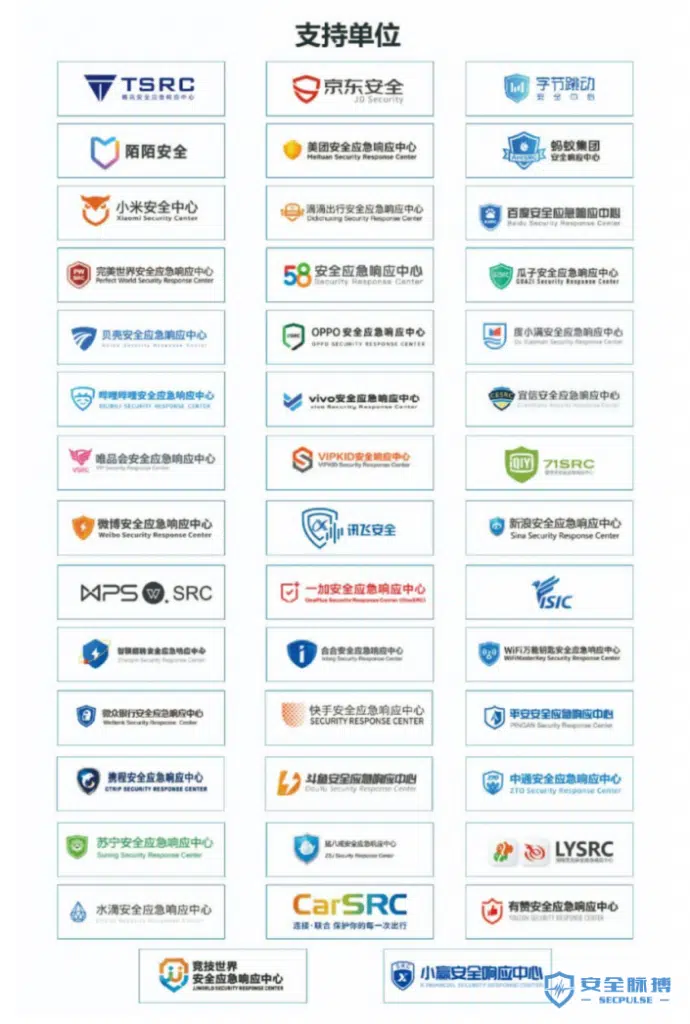 支持单位
TSRC
腾讯安全应急响应中心
京东安全
JD Security
字节跳动
安全中心
陌陌安全
美团安全应急响应中心
Meituan Security Response Center
蚂蚁集团
安全响应中心
小米安全中心
Xiaomi Security Center
滴滴出行安全应急响应中心
Didichuxing Security Response Center
百度安全应急响应中心
Baidu Security Response Center
完美世界安全应急响应中心
Perfect World Security Response Center
58 安全应急响应中心
Security Response Center
瓜子安全应急响应中心
GUAZI Security Response Center
贝壳安全应急响应中心
OPPO 安全应急响应中心
OPPO SECURITY RESPONSE CENTER
度小满安全应急响应中心
Du Xiaoman Security Response Center
哔哩哔哩安全应急响应中心
BILIBILI SECURITY RESPONSE CENTER
vivo安全应急响应中心
vivo Security Response Center
CESRC
宜信安全应急响应中心
VSRC
唯品会安全应急响应中心
VIP Security Response Center
VIPKID安全应急响应中心
VIPKID Security Response Center
QIY
71SRC
微博安全应急响应中心
Weibo Security Response Center
讯飞安全
新浪安全应急响应中心
Sina Security Response Center
WPS
SRC
一加安全应急响应中心
OnePlus Security Response Center (OneSRC)
ISIC
智联招聘安全应急响应中心
Zhaopin Security Response Center
合合安全应急响应中心
Intsig Security Response Center
WiFi万能钥匙安全应急响应中心
WiFiMasterKey Security Response Center
微众银行安全应急响应中心
Webank Security Response Center
快手安全应急响应中心
SECURITY RESPONSE CENTER
平安安全应急响应中心
PINGAN Security Response Center
携程安全应急响应中心
CTRIP SECURITY RESPONSE CENTER
斗鱼安全应急响应中心
DouYu Security Response Center
ZTO
中通安全应急响应中心
ZTO Security Response Center
苏宁安全应急响应中心
Suning Security Response Center
猪八戒安全应急响应中心
ZBJ Security Response Center
LYSRC
水滴安全应急响应中心
CarSRC
连接·联合 保护你的每一次出行
有赞安全应急响应中心
YOUZAN SECURITY RESPONSE CENTER
竞技世界
安全应急响应中心
JJWORLD SECURITY RESPONSE CENTER
小赢安全响应中心
X FINANCIAL SECURITY RESPONSE CENTER
安全脉搏
SECPULSE